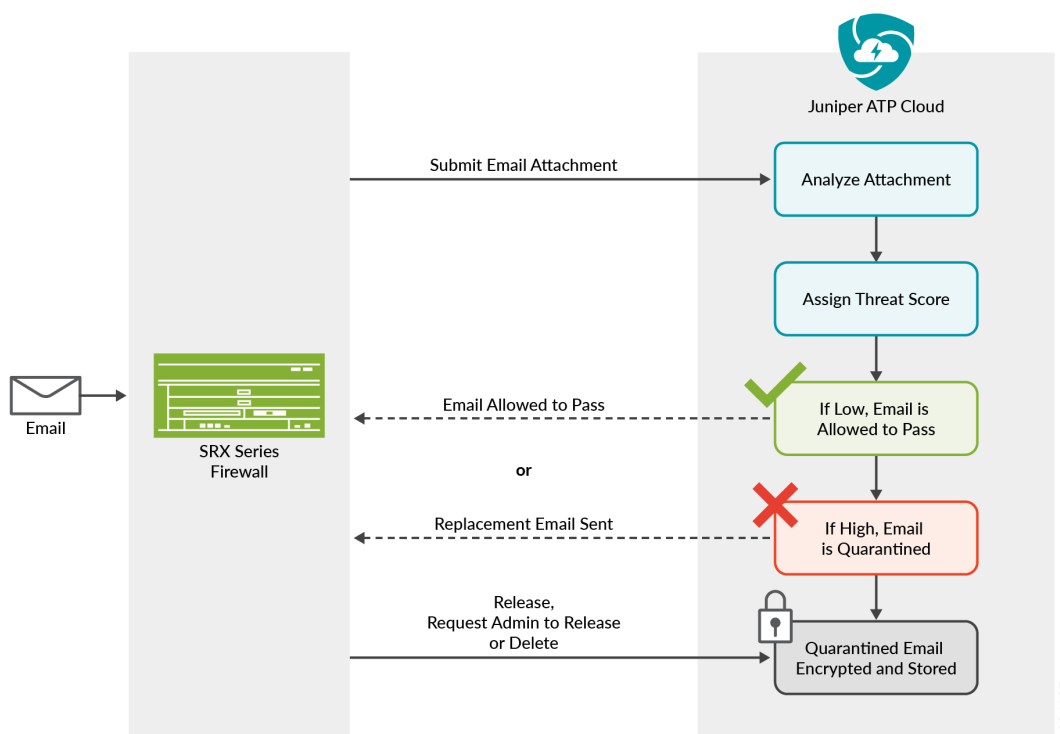 Juniper ATP Cloud
Submit Email Attachment
Analyze Attachment
Assign Threat Score
Email
SRX Series
Firewall
Email Allowed to Pass
If Low, Email is
Allowed to Pass
or
Replacement Email Sent
If High, Email
is Quarantined
Release,
Request Admin to Release
or Delete
Quarantined Email
Encrypted and Stored